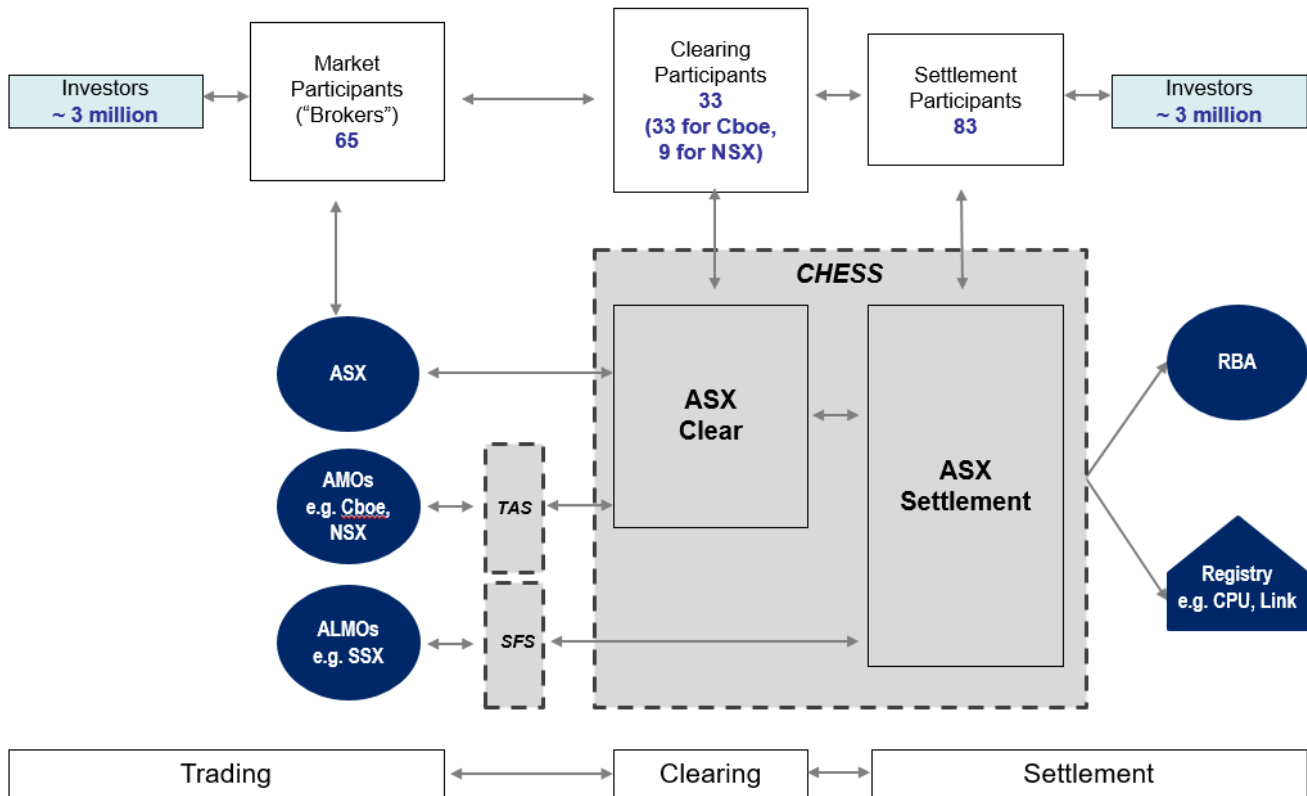 Investors
~ 3 million
Market
Participants
(“Brokers”)
65
Clearing
Participants
33
(33 for Cboe,
9 for NSX)
Settlement
Participants
83
Investors
~ 3 million
CHESS
ASX
ASX
Clear
ASX
Settlement
RBA
AMOs
e.g. Cboe,
NSX
TAS
ALMOs
e.g. SSX
SFS
Registry
e.g. CPU, Link
Trading
Clearing
Settlement